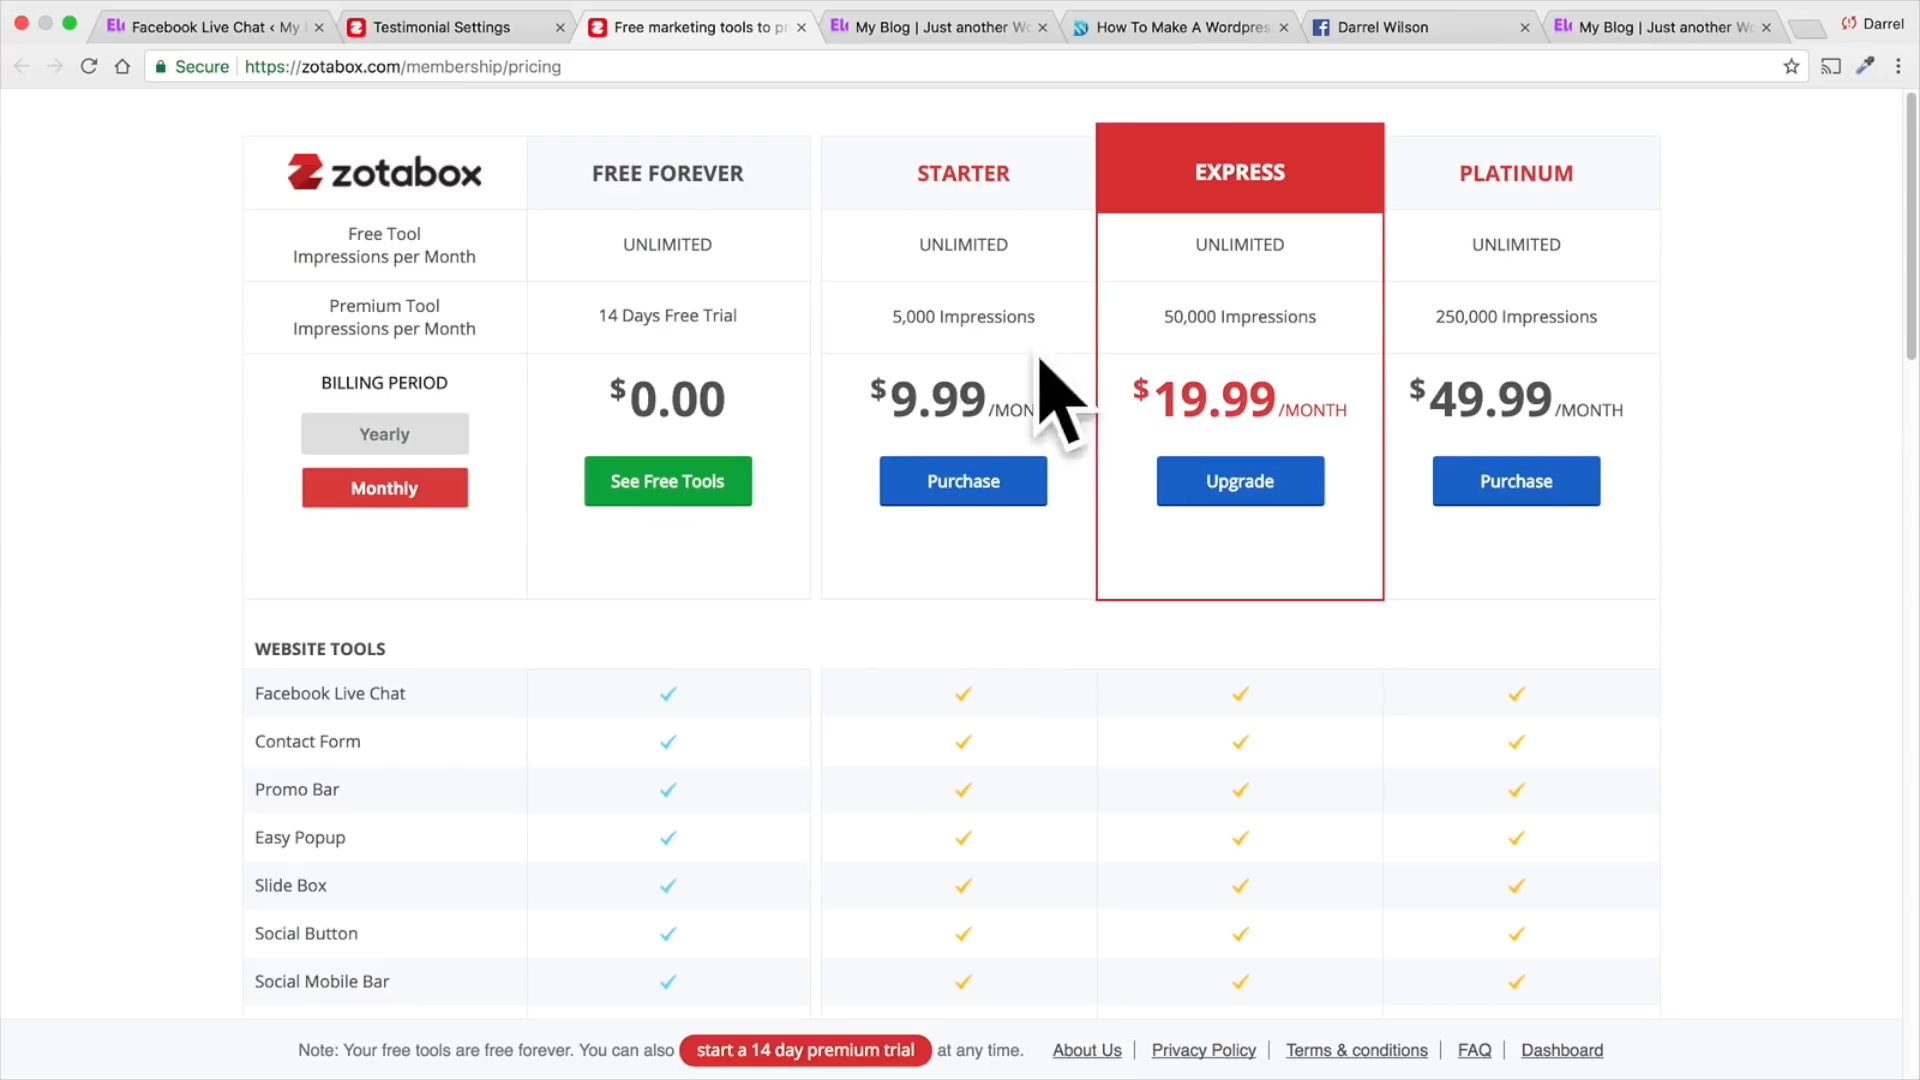 Facebook Live Chat ‹ My
Testimonial Settings
Free marketing tools to pr
My Blog | Just another Wo
How To Make A Wordpres
Darrel Wilson
My Blog | Just another Wo
Darrel
Secure
https://zotabox.com/membership/pricing
zotabox
FREE FOREVER
STARTER
EXPRESS
PLATINUM
Free Tool
Impressions per Month
UNLIMITED
UNLIMITED
UNLIMITED
UNLIMITED
Premium Tool
Impressions per Month
14 Days Free Trial
5,000 Impressions
50,000 Impressions
250,000 Impressions
BILLING PERIOD
Yearly
Monthly
$0.00
$9.99 /MON
$19.99 /MONTH
$49.99 /MONTH
See Free Tools
Purchase
Upgrade
Purchase
WEBSITE TOOLS
Facebook Live Chat
Contact Form
Promo Bar
Easy Popup
Slide Box
Social Button
Social Mobile Bar
Note: Your free tools are free forever. You can also start a 14 day premium trial at any time.
About Us | Privacy Policy | Terms & conditions | FAQ | Dashboard